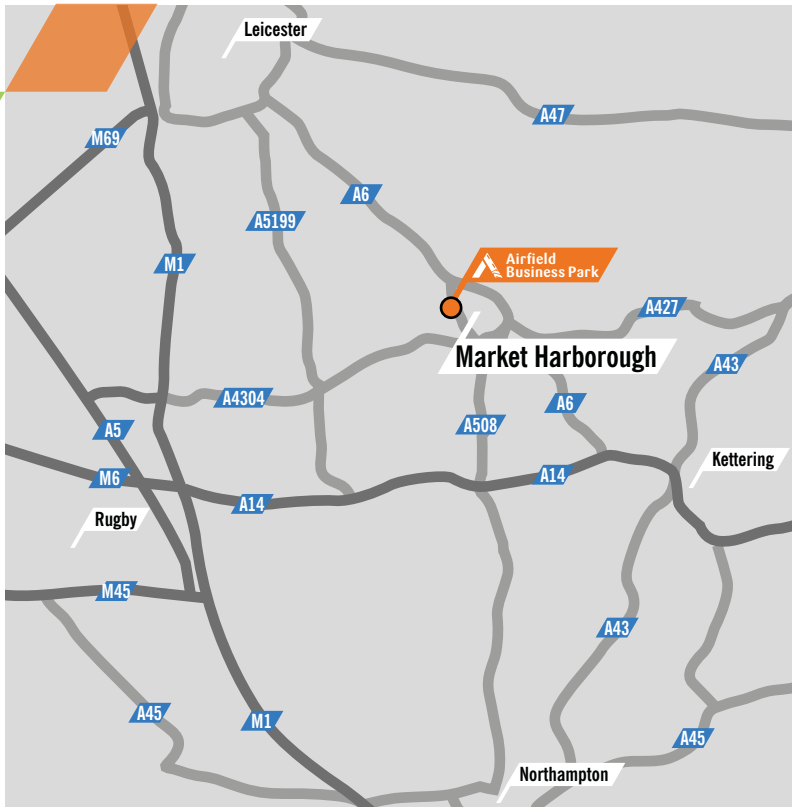 Leicester
A47
M69
A6
A5199
M1
Airfield
Business Park
A427
Market Harborough
A43
A4304
A6
A508
A5
Kettering
M6
A14
A14
Rugby
M45
A43
A45
M1
A45
Northampton